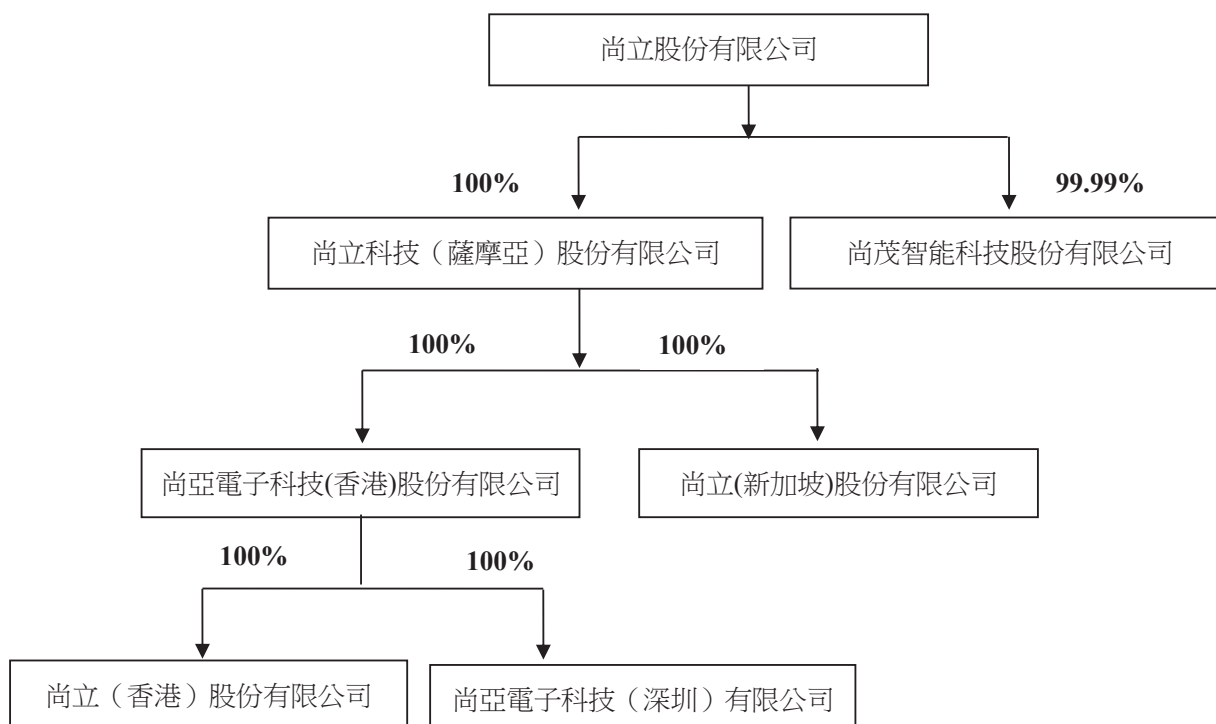 尚立股份有限公司
100%
99.99%
尚立科技（薩摩亞）股份有限公司
尚茂智能科技股份有限公司
100%
100%
尚亞電子科技(香港)股份有限公司
尚立(新加坡)股份有限公司
100%
100%
尚立（香港）股份有限公司
尚亞電子科技（深圳）有限公司